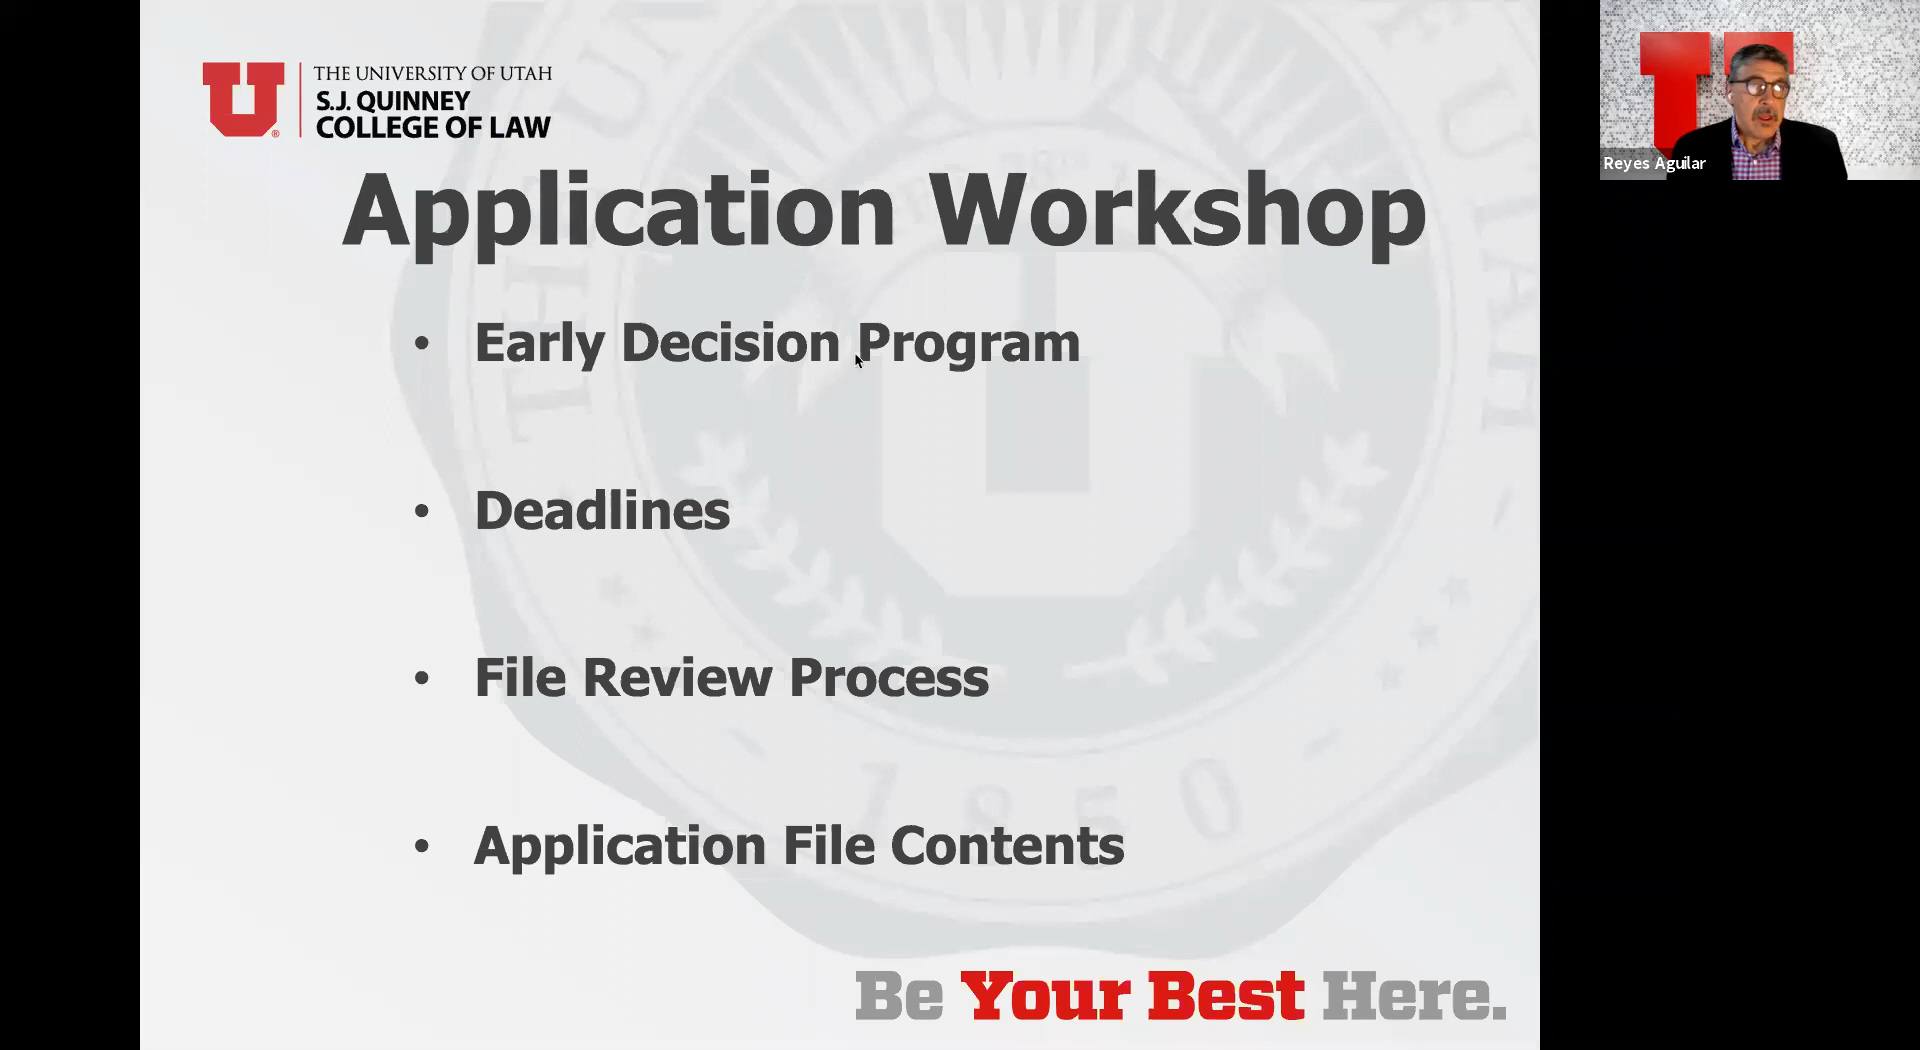 THE UNIVERSITY OF UTAH
S.J. QUINNEY
COLLEGE OF LAW
Application Workshop
• Early Decision Program
• Deadlines
• File Review Process
• Application File Contents
1850
Be Your Best Here.
Reyes Aguilar